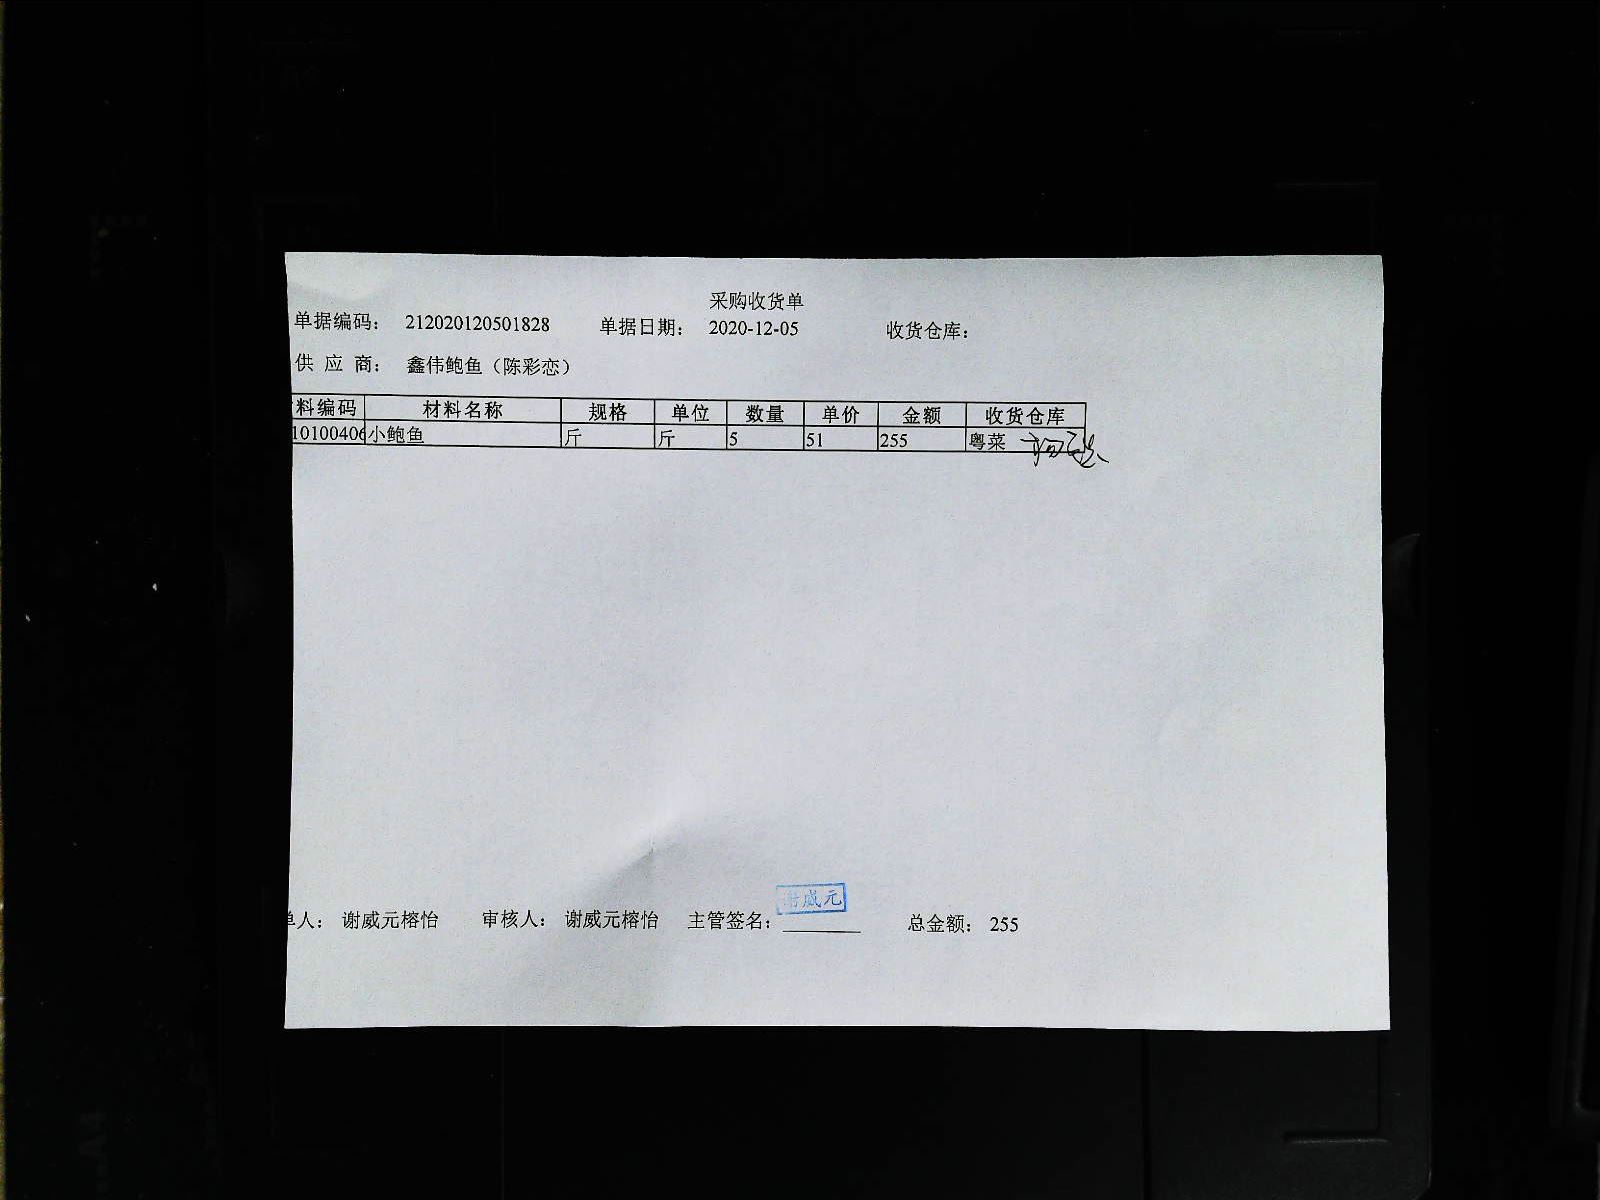 采购收货单
单据编码： 212020120501828 单据日期： 2020-12-05 收货仓库：
供 应 商： 鑫伟鲍鱼（陈彩恋）
料编码 材料名称 规格 单位 数量 单价 金额 收货仓库
10100406 小鲍鱼 斤 斤 5 51 255 粤菜
谢威元
单人： 谢威元榕怡 审核人： 谢威元榕怡 主管签名： 总金额： 255